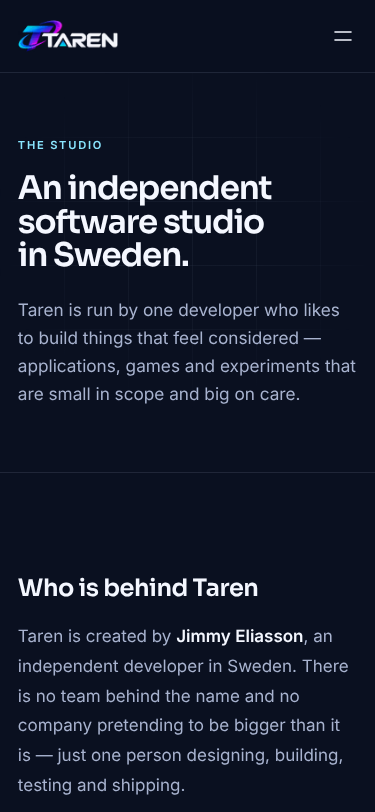 TAREN
THE STUDIO
An independent
software studio
in Sweden.
Taren is run by one developer who likes
to build things that feel considered —
applications, games and experiments that
are small in scope and big on care.
Who is behind Taren
Taren is created by Jimmy Eliasson, an
independent developer in Sweden. There
is no team behind the name and no
company pretending to be bigger than it
is — just one person designing, building,
testing and shipping.